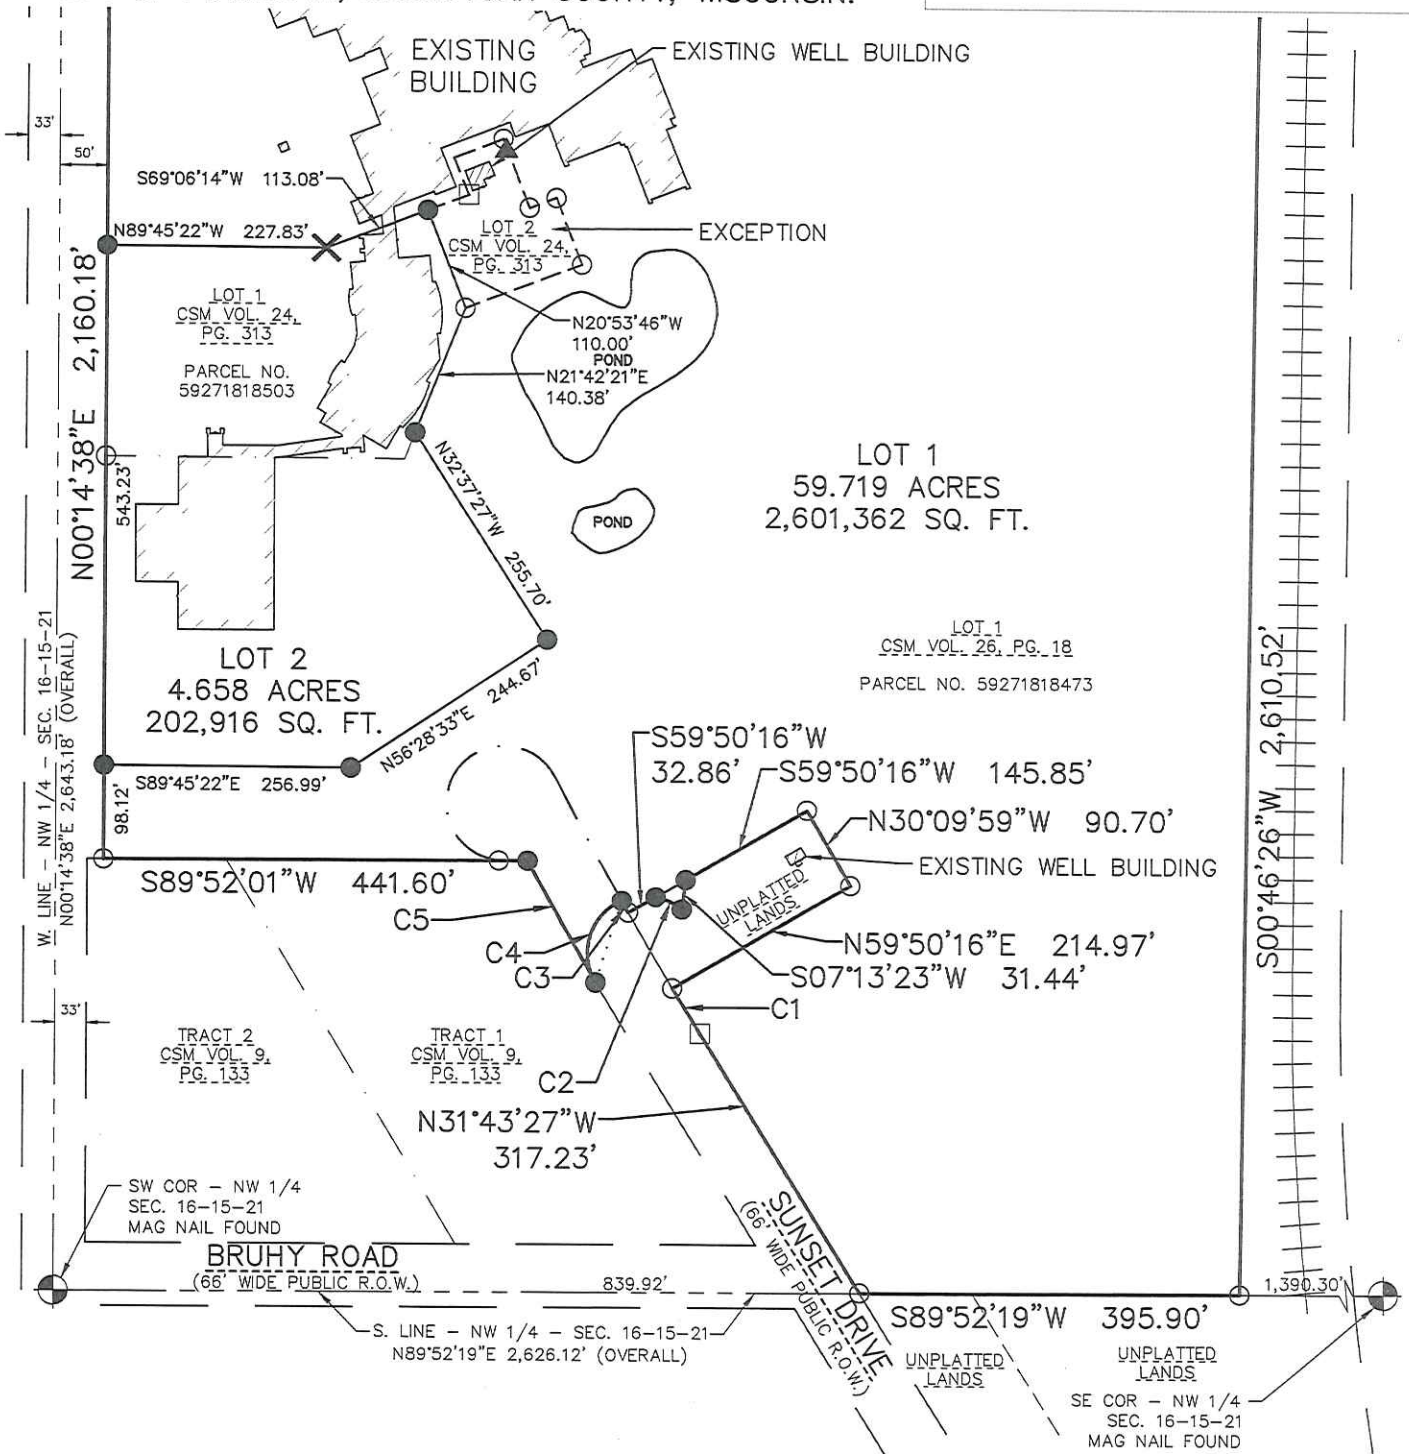 EXISTING
BUILDING
EXISTING WELL BUILDING
33'
50'
S69°06'14"W 113.08'
N89°45'22"W 227.83'
LOT 2
CSM VOL. 24,
PG. 313
EXCEPTION
LOT 1
CSM VOL. 24,
PG. 313
PARCEL NO.
59271818503
N20°53'46"W
110.00'
POND
N21°42'21"E
140.38'
N00°14'38"E 2,160.18'
543.23'
N32°37'27"W 255.70'
POND
LOT 1
59.719 ACRES
2,601,362 SQ. FT.
LOT 1
CSM VOL. 26, PG. 18
PARCEL NO. 59271818473
LOT 2
4.658 ACRES
202,916 SQ. FT.
N56°28'33"E 244.67'
S89°45'22"E 256.99'
98.12'
W. LINE - NW 1/4 - SEC. 16-15-21
N00°14'38"E 2,643.18' (OVERALL)
S59°50'16"W
32.86'
S59°50'16"W 145.85'
N30°09'59"W 90.70'
EXISTING WELL BUILDING
UNPLATTED
LANDS
S89°52'01"W 441.60'
C5
C4
C3
N59°50'16"E 214.97'
S07°13'23"W 31.44'
C1
C2
S00°46'26"W 2,610.52'
33'
TRACT 2
CSM VOL. 9,
PG. 133
TRACT 1
CSM VOL. 9,
PG. 133
N31°43'27"W
317.23'
SW COR - NW 1/4
SEC. 16-15-21
MAG NAIL FOUND
BRUHY ROAD
(66' WIDE PUBLIC R.O.W.)
839.92'
SUNSET DRIVE
(66' WIDE PUBLIC R.O.W.)
1,390.30'
S89°52'19"W 395.90'
S. LINE - NW 1/4 - SEC. 16-15-21
N89°52'19"E 2,626.12' (OVERALL)
UNPLATTED
LANDS
UNPLATTED
LANDS
SE COR - NW 1/4
SEC. 16-15-21
MAG NAIL FOUND